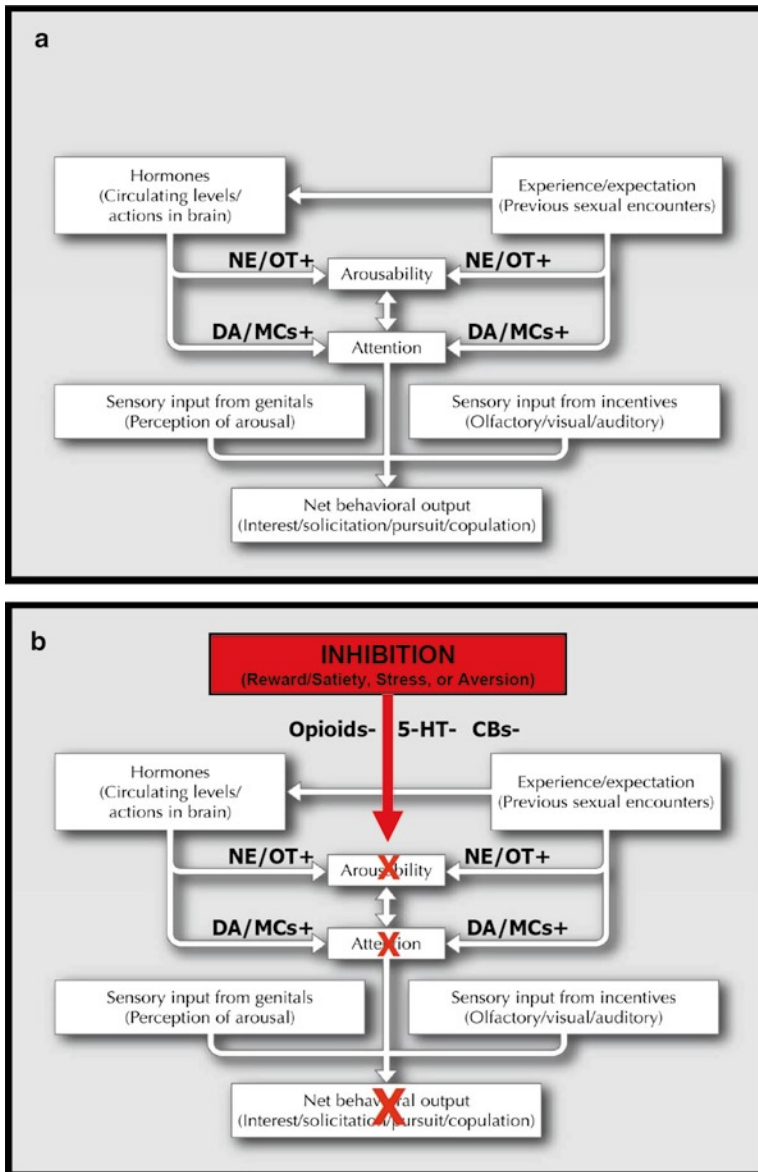 a
Hormones
(Circulating levels/
actions in brain)
Experience/expectation
(Previous sexual encounters)
NE/OT+
Arousability
NE/OT+
DA/MCs+
Attention
DA/MCs+
Sensory input from genitals
(Perception of arousal)
Sensory input from incentives
(Olfactory/visual/auditory)
Net behavioral output
(Interest/solicitation/pursuit/copulation)
b
INHIBITION
(Reward/Satiety, Stress, or Aversion)
Opioids- 5-HT- CBs-
Hormones
(Circulating levels/
actions in brain)
Experience/expectation
(Previous sexual encounters)
NE/OT+
Arousability
X
NE/OT+
DA/MCs+
Attention
X
DA/MCs+
Sensory input from genitals
(Perception of arousal)
Sensory input from incentives
(Olfactory/visual/auditory)
Net behavioral output
X
(Interest/solicitation/pursuit/copulation)